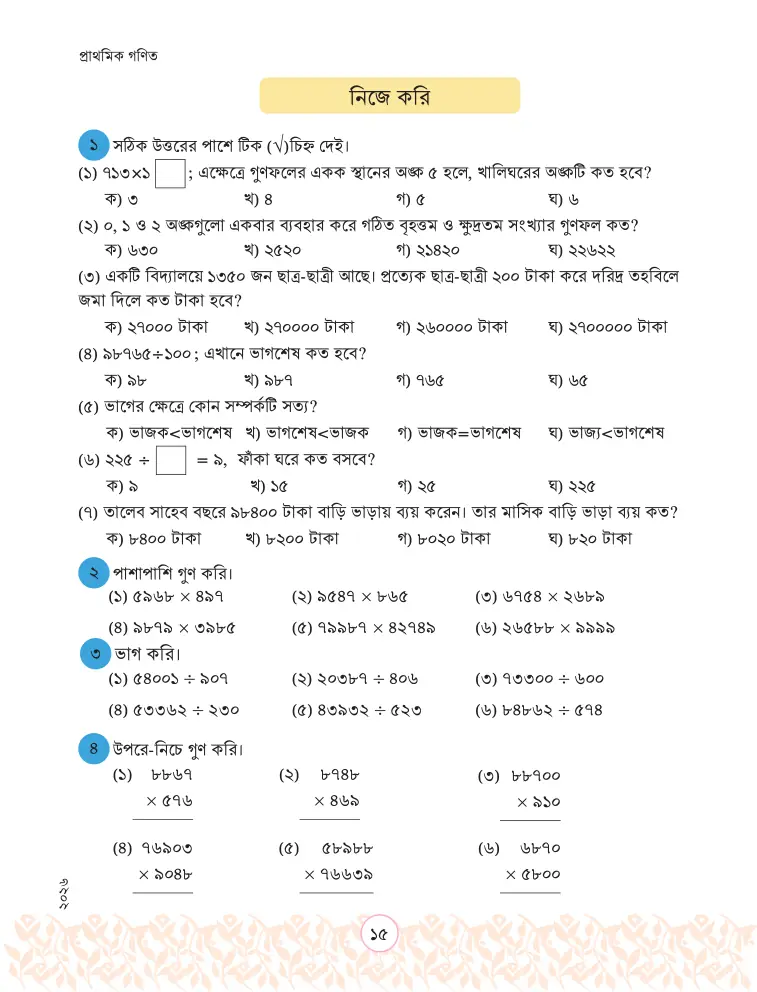 প্রাথমিক গণিত
নিজে করি
১ সঠিক উত্তরের পাশে টিক (√)চিহ্ন দেই।
(১) ৭১৩×১ ; এক্ষেত্রে গুণফলের একক স্থানের অঙ্ক ৫ হলে, খালিঘরের অঙ্কটি কত হবে?
ক) ৩ খ) ৪ গ) ৫ ঘ) ৬
(২) ০, ১ ও ২ অঙ্কগুলো একবার ব্যবহার করে গঠিত বৃহত্তম ও ক্ষুদ্রতম সংখ্যার গুণফল কত?
ক) ৬৩০ খ) ২৫২০ গ) ২১৪২০ ঘ) ২২৬২২
(৩) একটি বিদ্যালয়ে ১৩৫০ জন ছাত্র-ছাত্রী আছে। প্রত্যেক ছাত্র-ছাত্রী ২০০ টাকা করে দরিদ্র তহবিলে
জমা দিলে কত টাকা হবে?
ক) ২৭০০০ টাকা খ) ২৭০০০০ টাকা গ) ২৬০০০০ টাকা ঘ) ২৭০০০০০ টাকা
(৪) ৯৮৭৬৫÷১০০ ; এখানে ভাগশেষ কত হবে?
ক) ৯৮ খ) ৯৮৭ গ) ৭৬৫ ঘ) ৬৫
(৫) ভাগের ক্ষেত্রে কোন সম্পর্কটি সত্য?
ক) ভাজক<ভাগশেষ খ) ভাগশেষ<ভাজক গ) ভাজক=ভাগশেষ ঘ) ভাজ্য<ভাগশেষ
(৬) ২২৫ ÷ = ৯, ফাঁকা ঘরে কত বসবে?
ক) ৯ খ) ১৫ গ) ২৫ ঘ) ২২৫
(৭) তালেব সাহেব বছরে ৯৮৪০০ টাকা বাড়ি ভাড়ায় ব্যয় করেন। তার মাসিক বাড়ি ভাড়া ব্যয় কত?
ক) ৮৪০০ টাকা খ) ৮২০০ টাকা গ) ৮০২০ টাকা ঘ) ৮২০ টাকা
২ পাশাপাশি গুণ করি।
(১) ৫৯৬৮ × ৪৯৭ (২) ৯৫৪৭ × ৮৬৫ (৩) ৬৭৫৪ × ২৬৮৯
(৪) ৯৮৭৯ × ৩৯৮৫ (৫) ৭৯৯৮৭ × ৪২৭৪৯ (৬) ২৬৫৮৮ × ৯৯৯৯
৩ ভাগ করি।
(১) ৫৪০০১ ÷ ৯০৭ (২) ২০৩৮৭ ÷ ৪০৬ (৩) ৭৩৩০০ ÷ ৬০০
(৪) ৫৩৩৬২ ÷ ২৩০ (৫) ৪৩৯৩২ ÷ ৫২৩ (৬) ৮৪৮৬২ ÷ ৫৭৪
৪ উপরে-নিচে গুণ করি।
(১) ৮৮৬৭ (২) ৮৭৪৮ (৩) ৮৮৭০০
× ৫৭৬ × ৪৬৯ × ৯১০
(৪) ৭৬৯০৩ (৫) ৫৮৯৮৮ (৬) ৬৮৭০
× ৯০৪৮ × ৭৬৬৩৯ × ৫৮০০
২০২৬
১৫